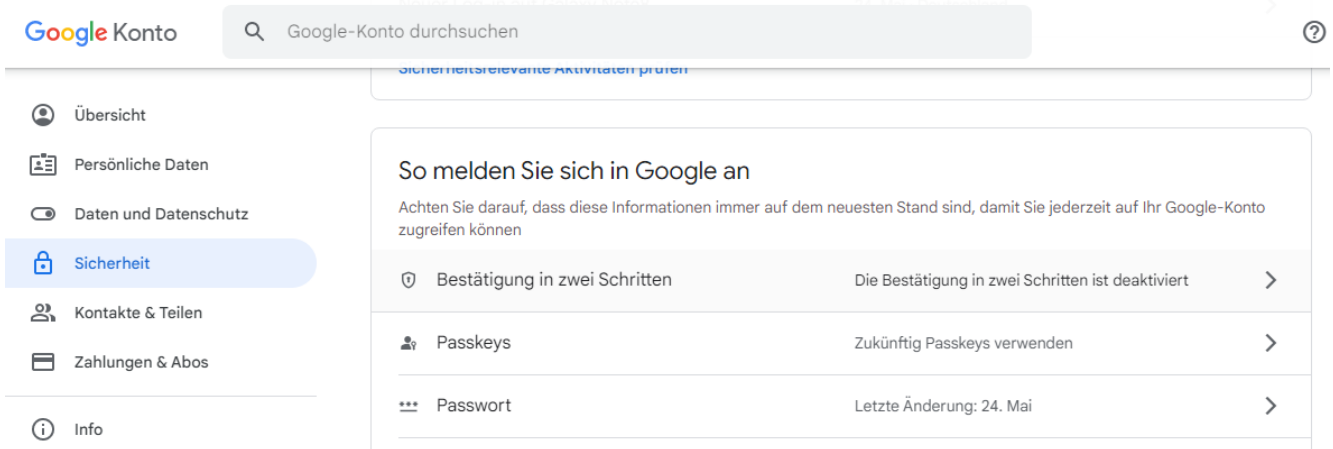 Google Konto
Google-Konto durchsuchen
Sicherheitsrelevante Aktivitäten prüfen
Übersicht
Persönliche Daten
Daten und Datenschutz
Sicherheit
Kontakte & Teilen
Zahlungen & Abos
Info
So melden Sie sich in Google an
Achten Sie darauf, dass diese Informationen immer auf dem neuesten Stand sind, damit Sie jederzeit auf Ihr Google-Konto
zugreifen können
Bestätigung in zwei Schritten
Die Bestätigung in zwei Schritten ist deaktiviert
Passkeys
Zukünftig Passkeys verwenden
Passwort
Letzte Änderung: 24. Mai